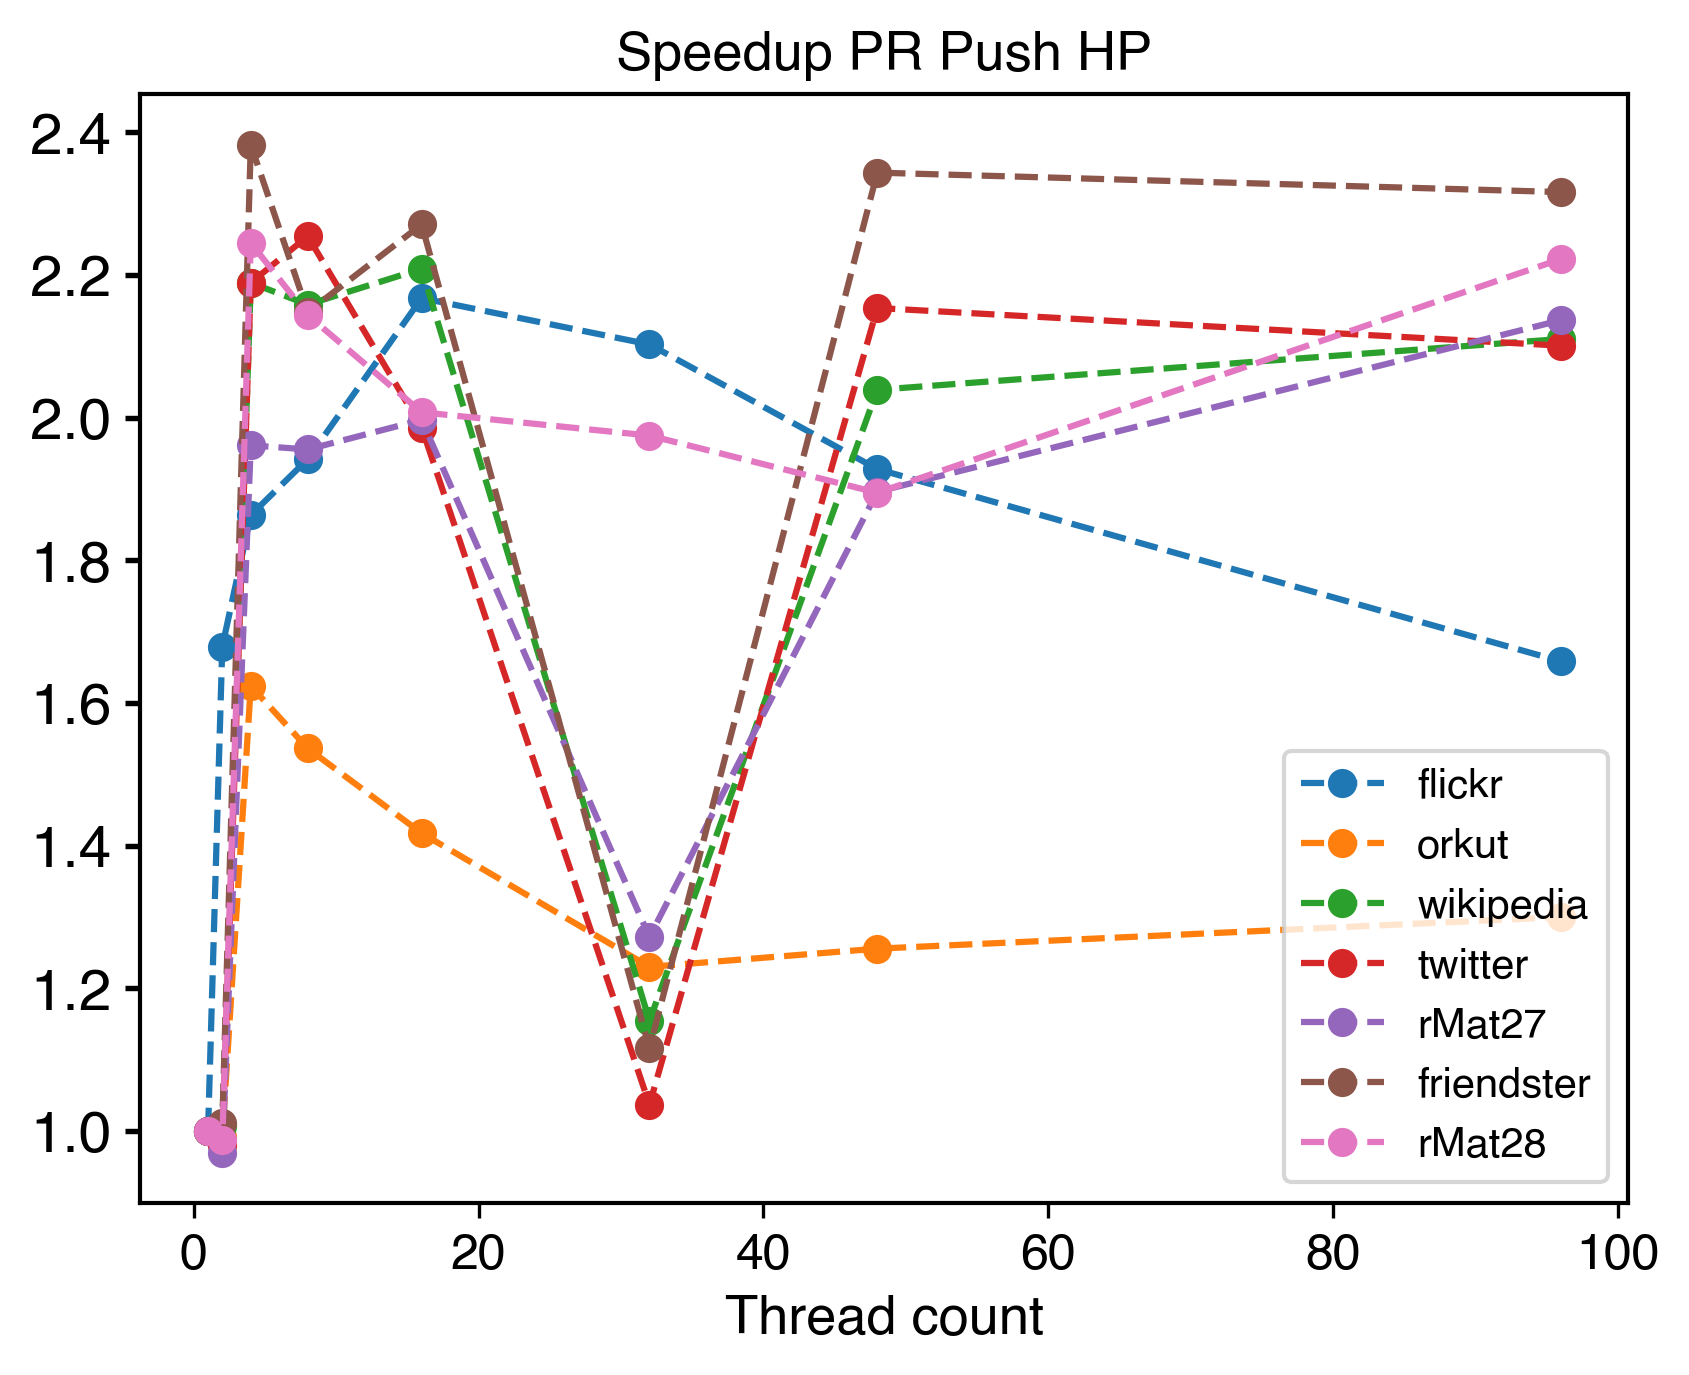 Speedup PR Push HP
2.4
2.2
2.0
1.8
1.6
1.4
1.2
1.0
flickr
orkut
wikipedia
twitter
rMat27
friendster
rMat28
0 20 40 60 80 100
Thread count